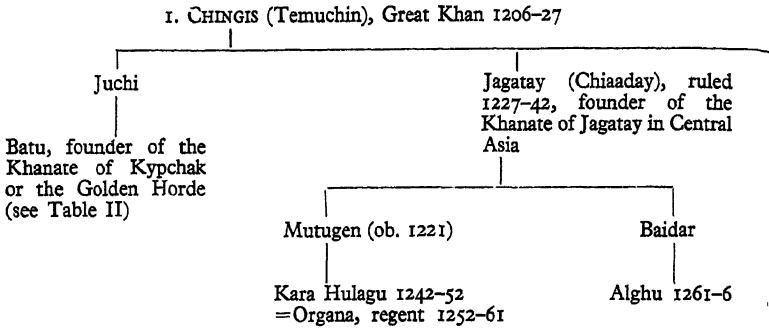 1. CHINGIS (Temuchin), Great Khan 1206–27
Juchi
Batu, founder of the
Khanate of Kypchak
or the Golden Horde
(see Table II)
Jagatay (Chiaaday), ruled
1227–42, founder of the
Khanate of Jagatay in Central
Asia
Mutugen (ob. 1221)
Baidar
Kara Hulagu 1242–52
=Organa, regent 1252–61
Alghu 1261–6